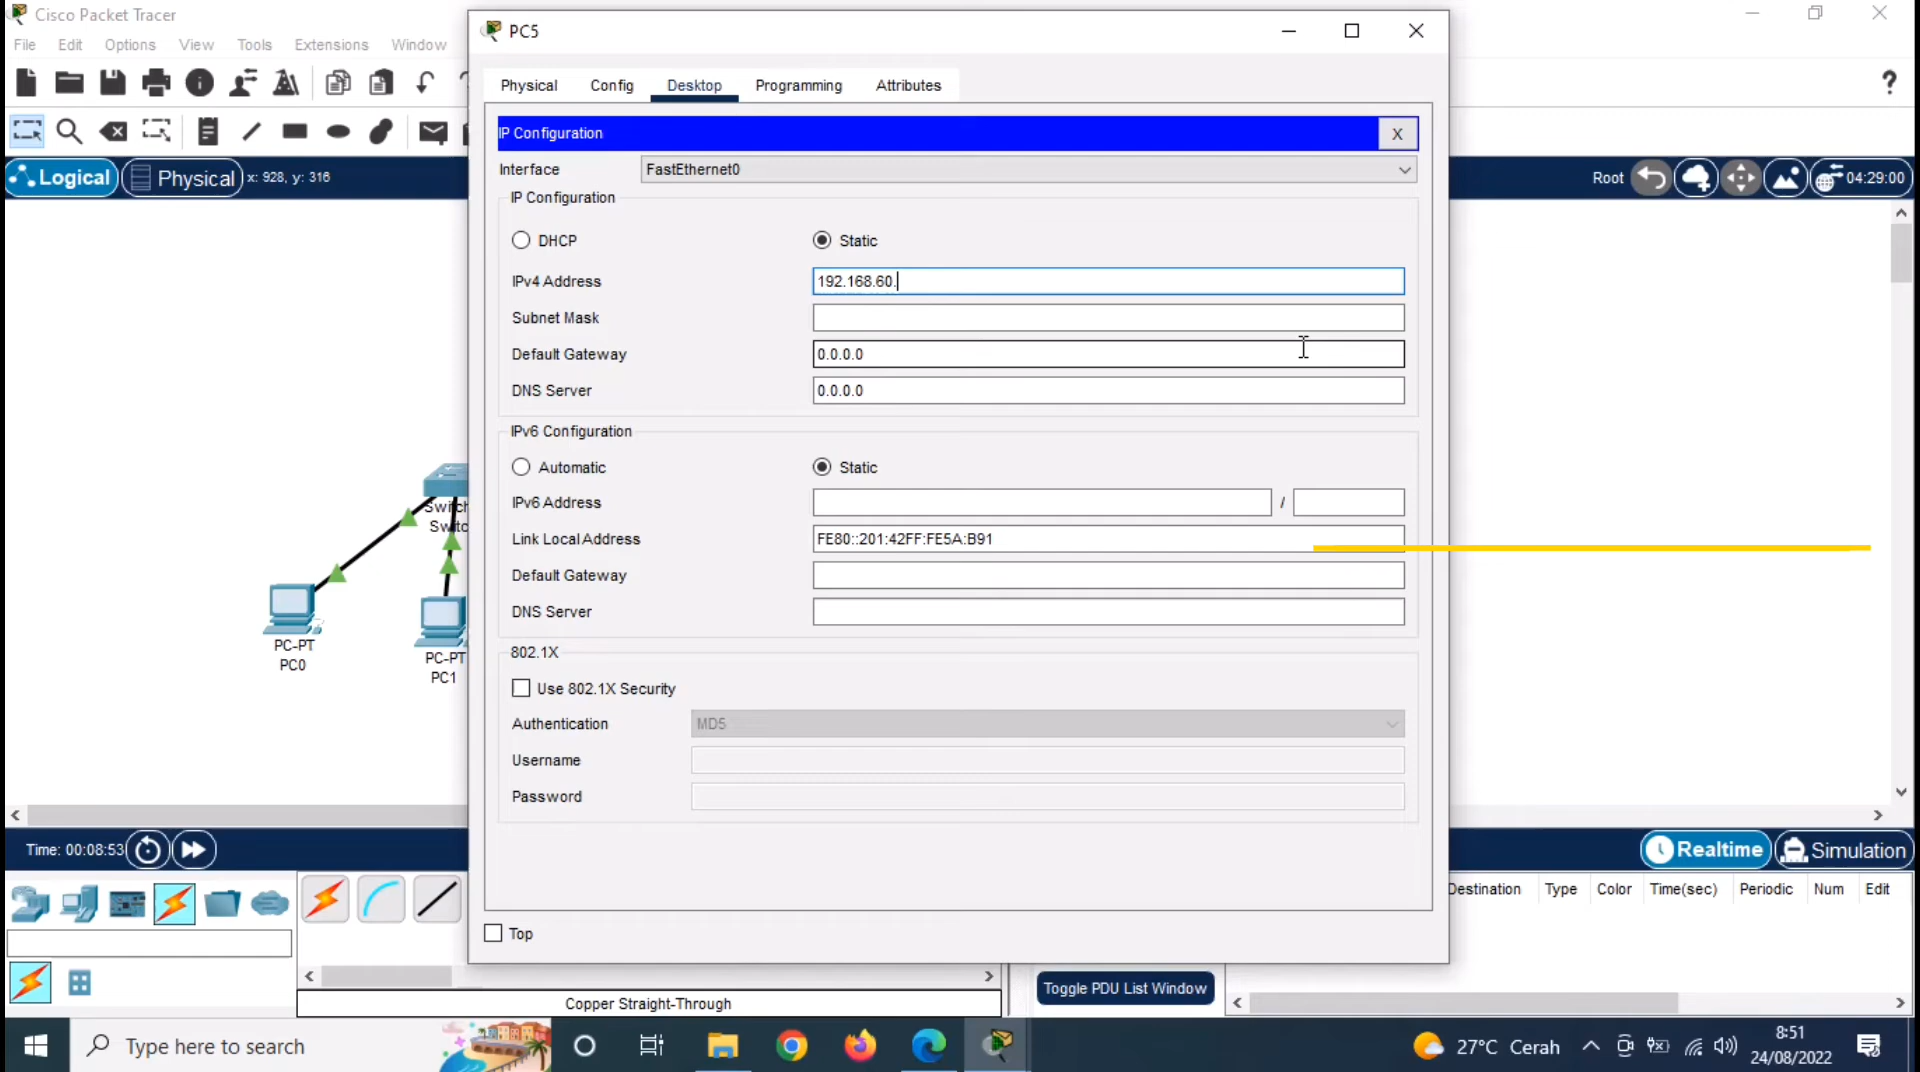 Cisco Packet Tracer
File Edit Options View Tools Extensions Window
PC5
Physical Config Desktop Programming Attributes
IP Configuration X
Interface FastEthernet0
IP Configuration
DHCP Static
IPv4 Address 192.168.60.
Subnet Mask
Default Gateway 0.0.0.0
DNS Server 0.0.0.0
IPv6 Configuration
Automatic Static
IPv6 Address /
Link Local Address FE80::201:42FF:FE5A:B91
Default Gateway
DNS Server
802.1X
Use 802.1X Security
Authentication MD5
Username
Password
Top
Logical Physical x: 928, y: 316
Root 04:29:00
PC-PT
PC0
PC-PT
PC1
Time: 00:08:53
Realtime Simulation
Type Color Time(sec) Periodic Num Edit
Toggle PDU List Window
Copper Straight-Through
Type here to search
27°C Cerah
8:51
24/08/2022